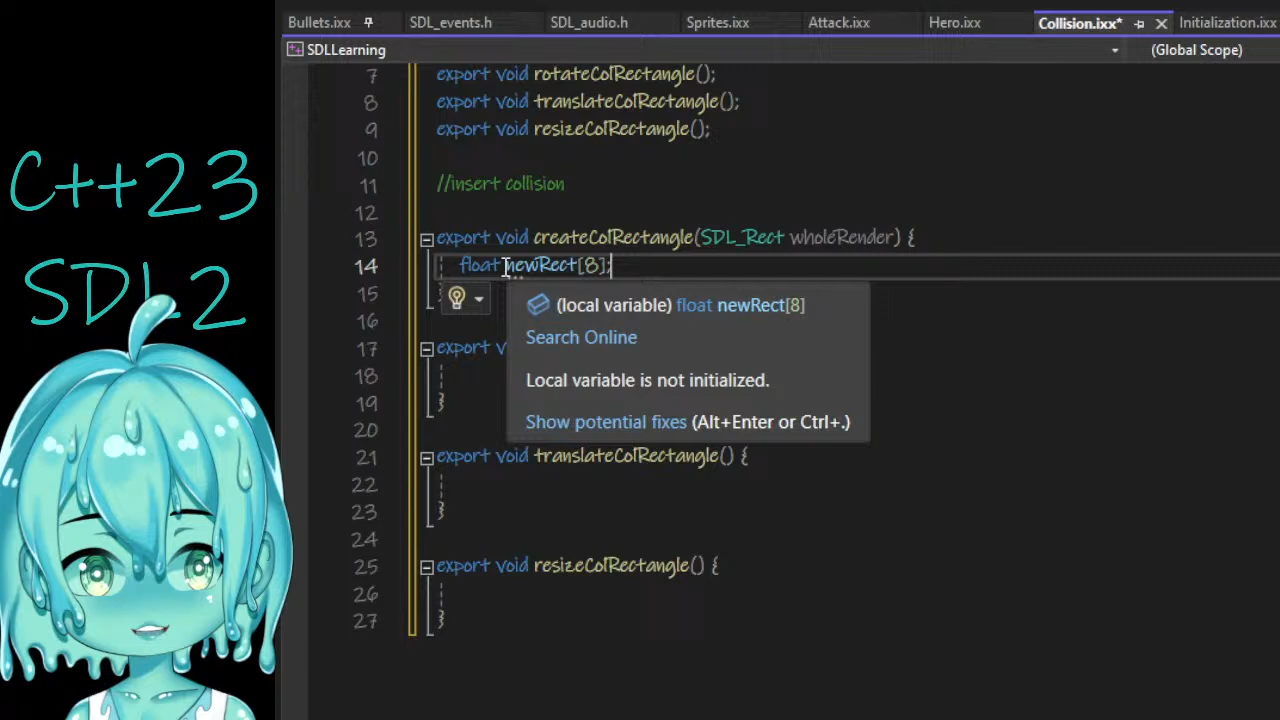 Bullets.ixx SDL_events.h SDL_audio.h Sprites.ixx Attack.ixx Hero.ixx Collision.ixx* Initialization.ixx
SDLLearning (Global Scope)
C++23
SDL2
7 export void rotateColRectangle();
8 export void translateColRectangle();
9 export void resizeColRectangle();
10
11 //insert collision
12
13 export void createColRectangle(SDL_Rect wholeRender) {
14 float newRect[8];
15 }
(local variable) float newRect[8]
Search Online
Local variable is not initialized.
Show potential fixes (Alt+Enter or Ctrl+.)
16
17 export v
18
19 }
20
21 export void translateColRectangle() {
22
23 }
24
25 export void resizeColRectangle() {
26
27 }